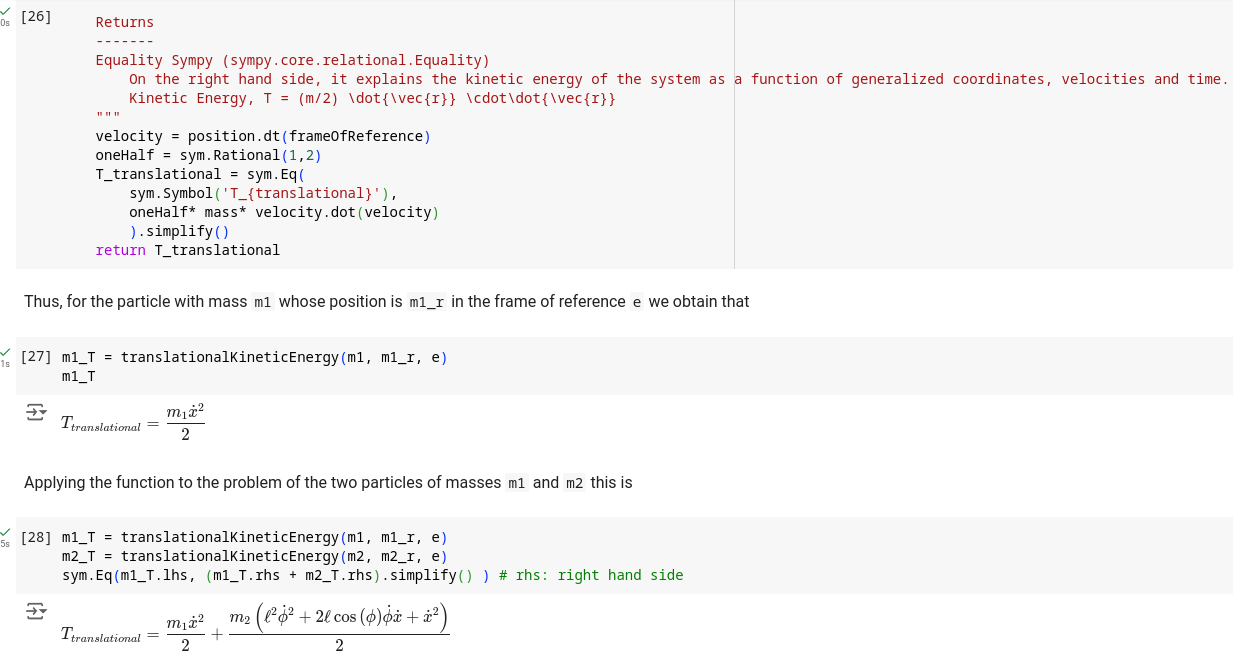 0s
[26]
Returns
-------
Equality Sympy (sympy.core.relational.Equality)
On the right hand side, it explains the kinetic energy of the system as a function of generalized coordinates, velocities and time.
Kinetic Energy, T = (m/2) \dot{\vec{r}} \cdot\dot{\vec{r}}
"""
velocity = position.dt(frameOfReference)
oneHalf = sym.Rational(1,2)
T_translational = sym.Eq(
sym.Symbol('T_{translational}'),
oneHalf* mass* velocity.dot(velocity)
).simplify()
return T_translational
Thus, for the particle with mass m1 whose position is m1_r in the frame of reference e we obtain that
1s
[27] m1_T = translationalKineticEnergy(m1, m1_r, e)
m1_T
T_{translational} = \frac{m_1 \dot{x}^2}{2}
Applying the function to the problem of the two particles of masses m1 and m2 this is
5s
[28] m1_T = translationalKineticEnergy(m1, m1_r, e)
m2_T = translationalKineticEnergy(m2, m2_r, e)
sym.Eq(m1_T.lhs, (m1_T.rhs + m2_T.rhs).simplify() ) # rhs: right hand side
T_{translational} = \frac{m_1 \dot{x}^2}{2} + \frac{m_2 \left(\ell^2 \dot{\phi}^2 + 2\ell \cos(\phi) \dot{\phi} \dot{x} + \dot{x}^2\right)}{2}